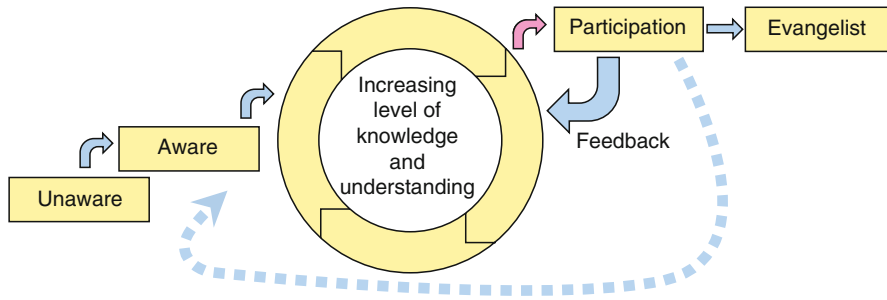 Unaware
Aware
Increasing
level of
knowledge
and
understanding
Participation
Evangelist
Feedback